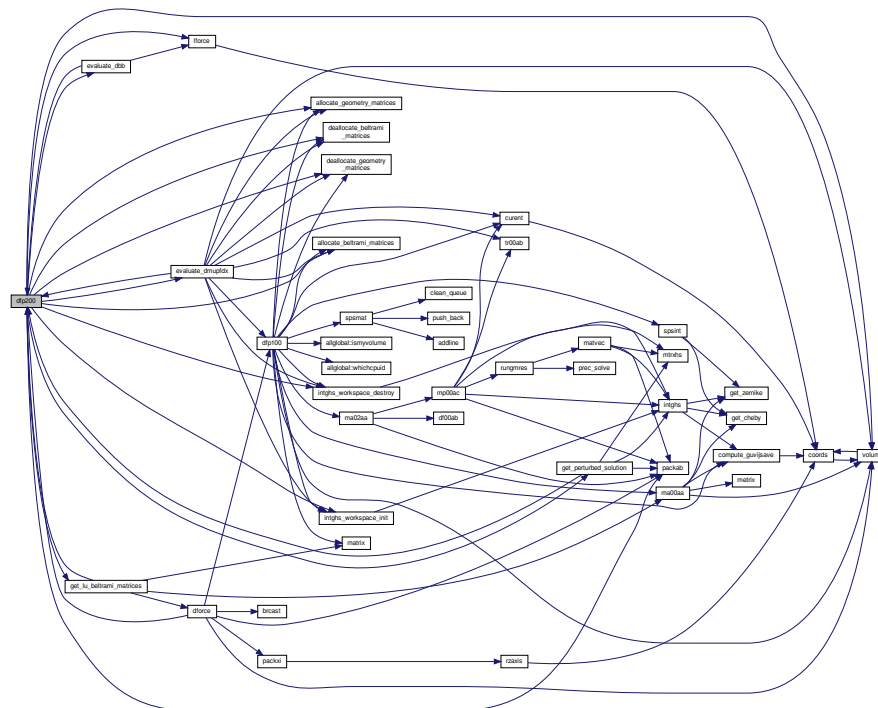 lforce
evaluate_dbb
allocate_geometry_matrices
deallocate_beltrami
_matrices
deallocate_geometry
_matrices
curent
allocate_beltrami_matrices
tr00ab
evaluate_dmupfdx
clean_queue
dfp200
push_back
spsmat
spsint
dfp100
allglobal::ismyvolume
addline
matvec
mtrxhs
allglobal::whichcpuid
rungmres
prec_solve
intghs_workspace_destroy
mp00ac
get_zernike
intghs
ma02aa
df00ab
get_cheby
compute_guvijsave
coords
volume
get_perturbed_solution
packab
metrix
ma00aa
intghs_workspace_init
matrix
get_lu_beltrami_matrices
dforce
brcast
packxi
rzaxis